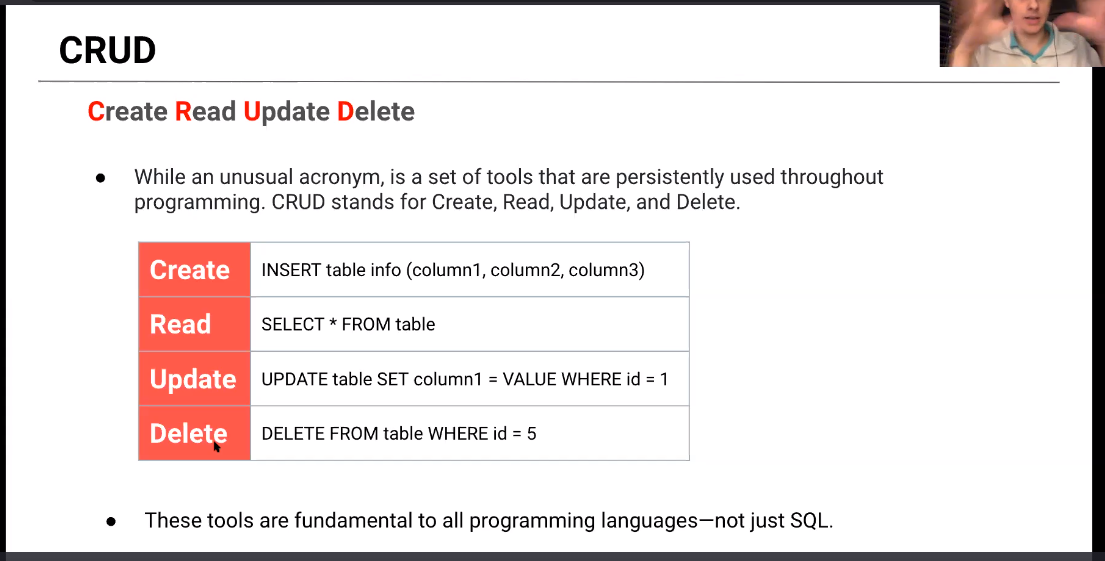 CRUD
Create Read Update Delete
While an unusual acronym, is a set of tools that are persistently used throughout
programming. CRUD stands for Create, Read, Update, and Delete.
Create INSERT table info (column1, column2, column3)
Read SELECT * FROM table
Update UPDATE table SET column1 = VALUE WHERE id = 1
Delete DELETE FROM table WHERE id = 5
These tools are fundamental to all programming languages—not just SQL.